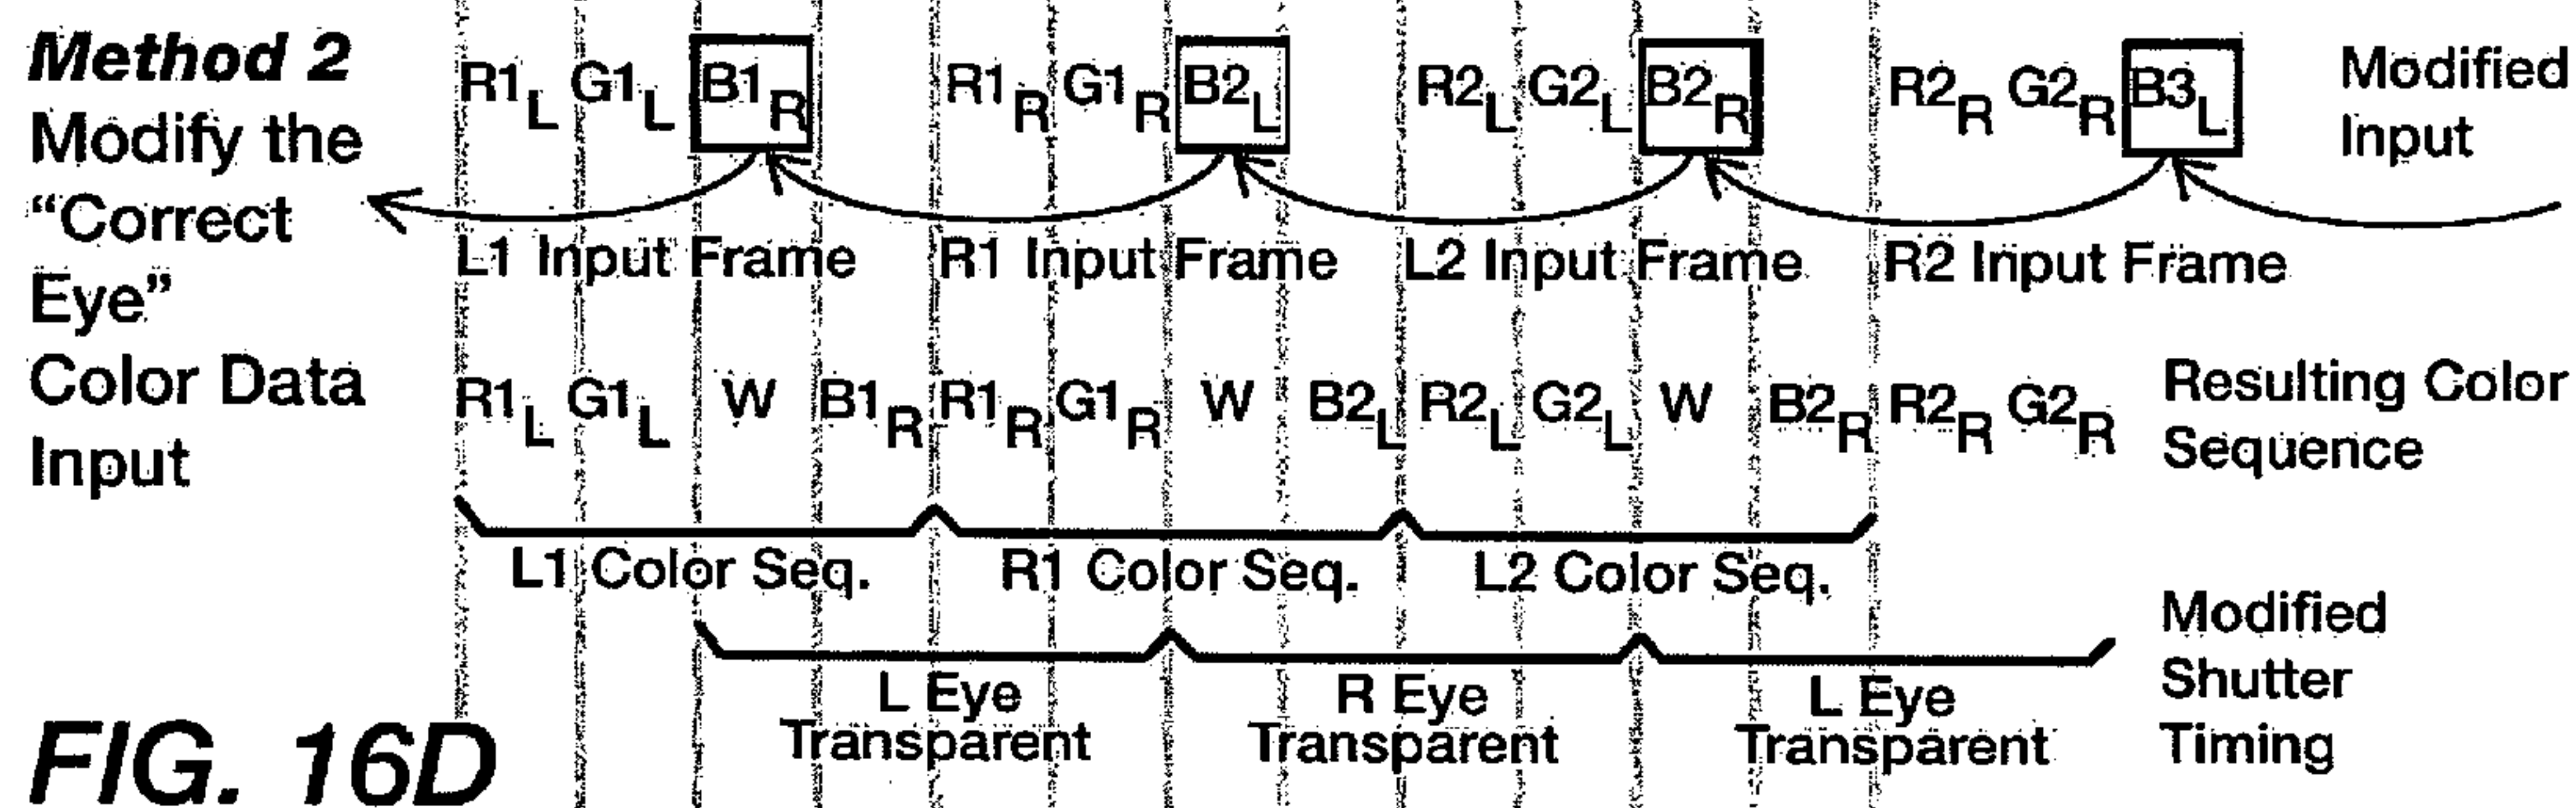 Method 2
Modify the
“Correct
Eye”
Color Data
Input
R1L G1L B1R R1R G1R B2L R2L G2L B2R R2R G2R B3L
Modified
Input
L1 Input Frame R1 Input Frame L2 Input Frame R2 Input Frame
R1L G1L W B1R R1R G1R W B2L R2L G2L W B2R R2R G2R
Resulting Color
Sequence
L1 Color Seq. R1 Color Seq. L2 Color Seq.
L Eye
Transparent
R Eye
Transparent
L Eye
Transparent
Modified
Shutter
Timing
FIG. 16D